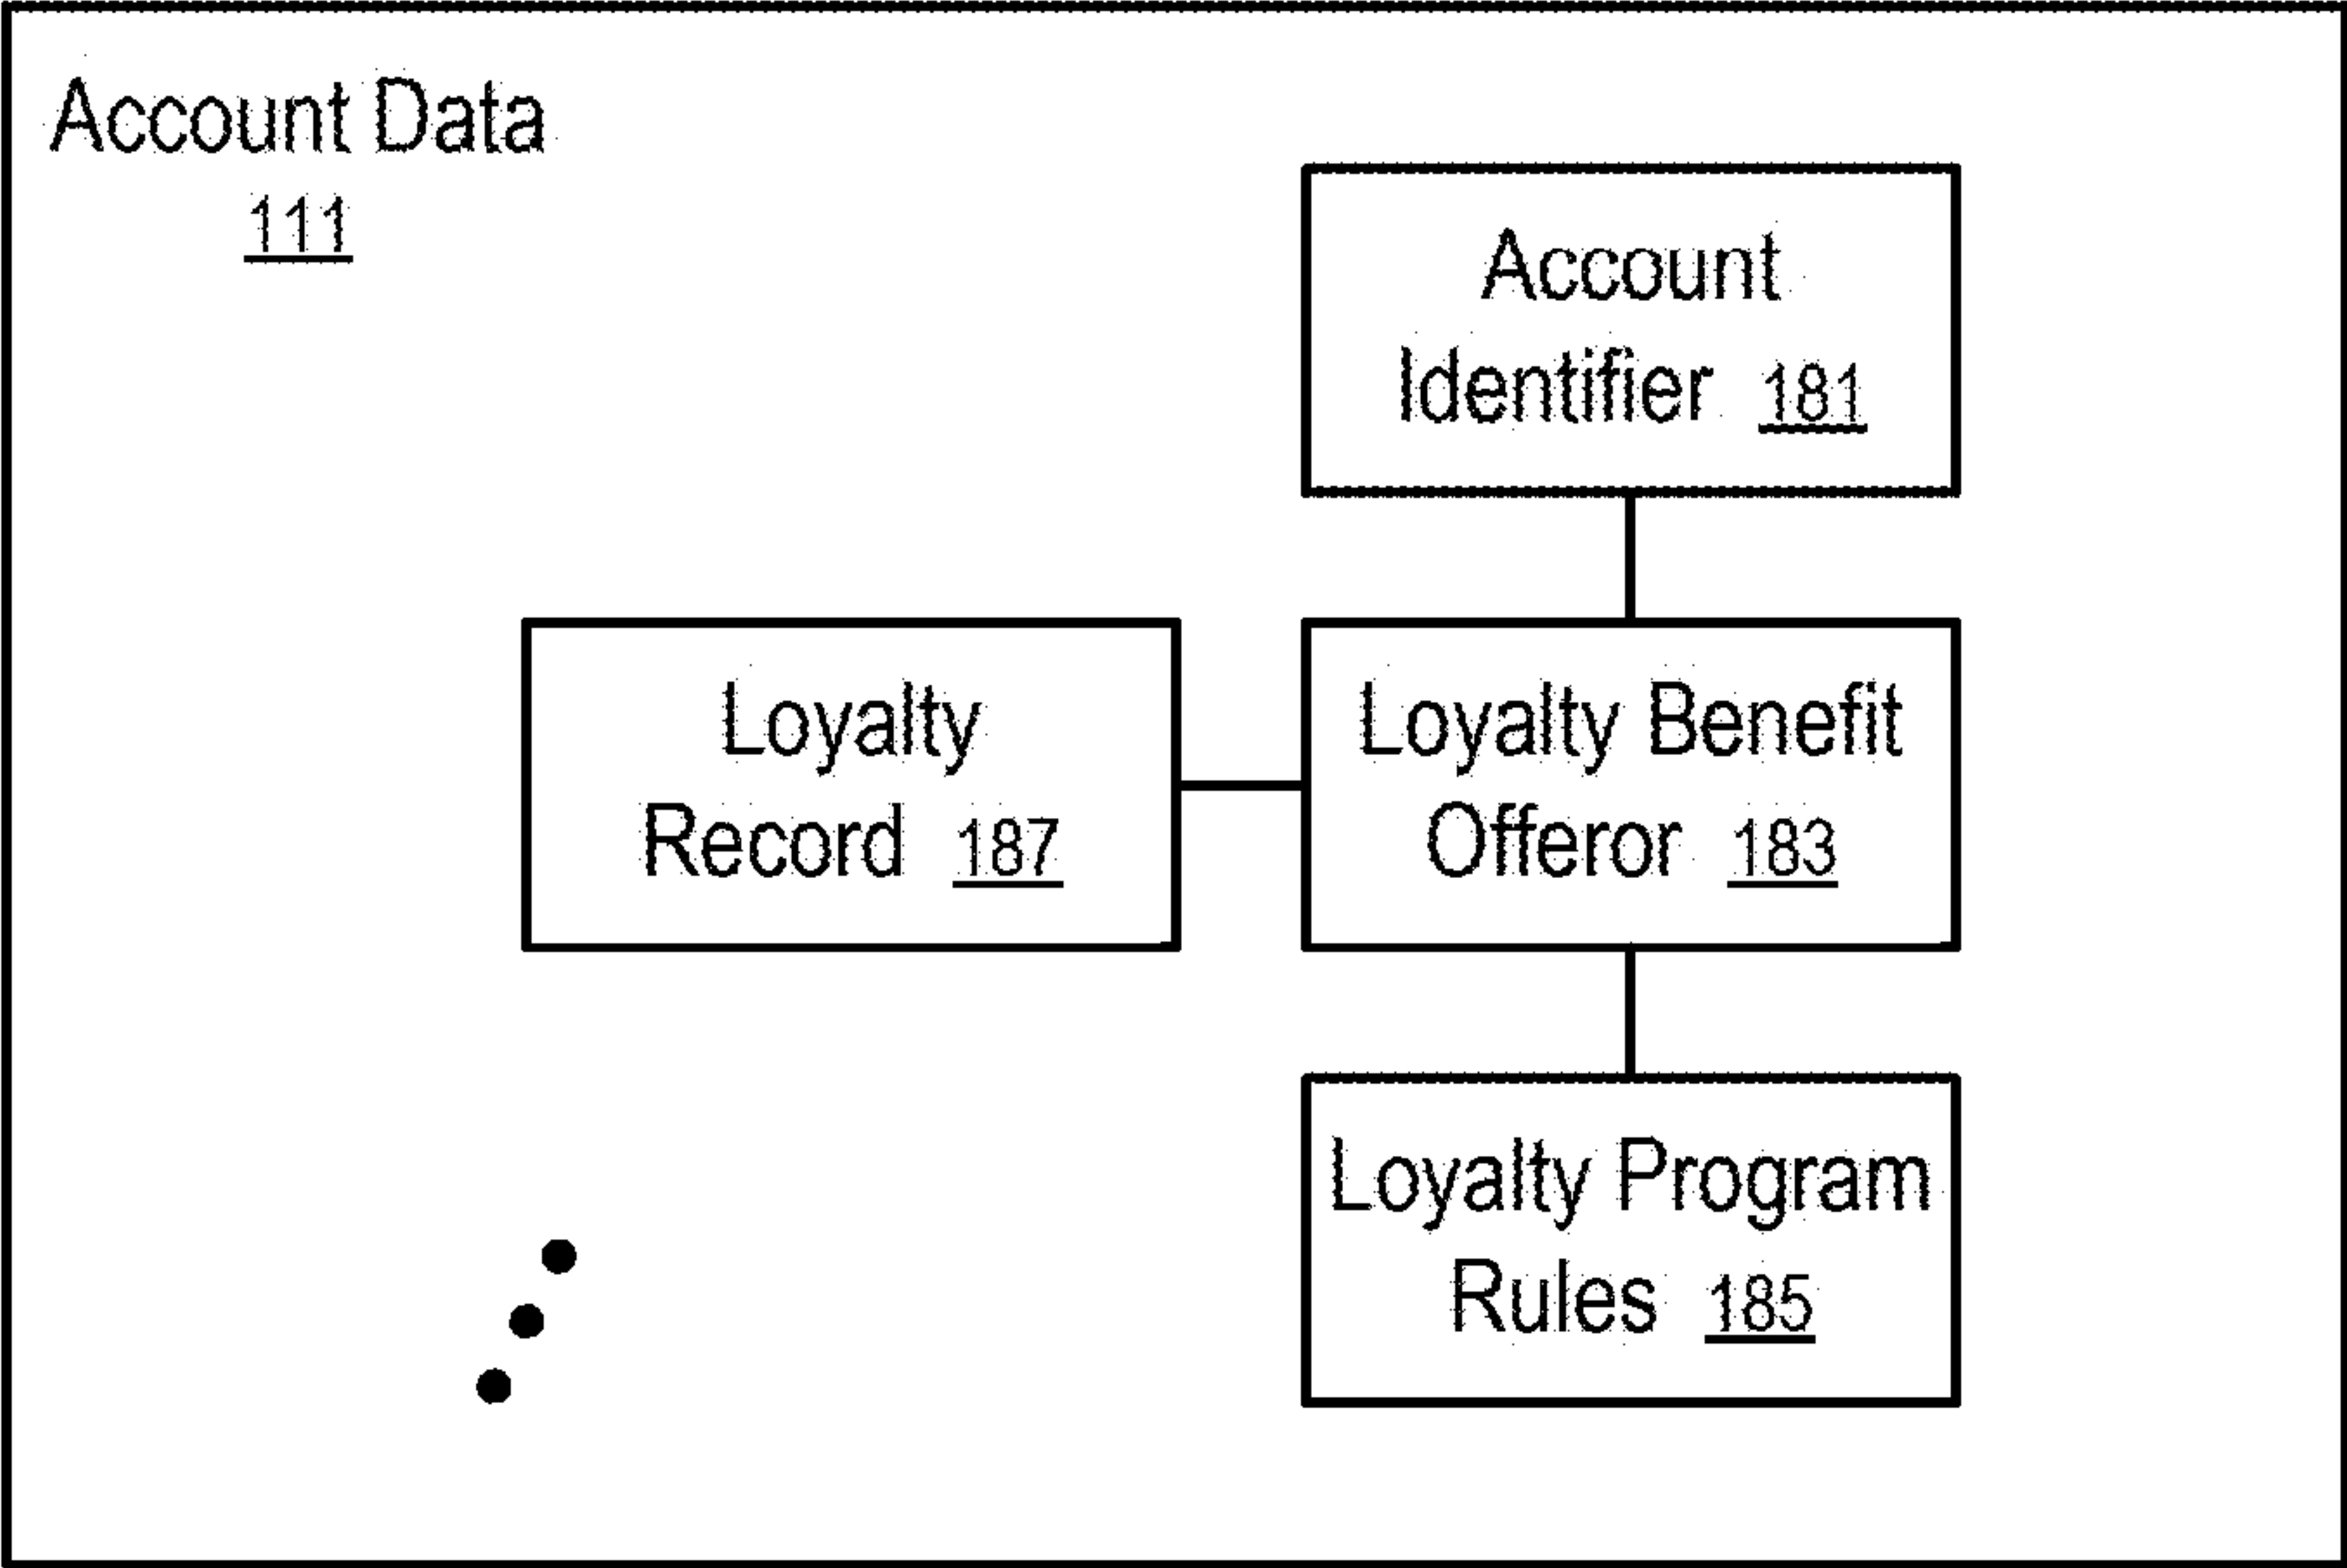 Account Data
111
Account
Identifier 181
Loyalty
Record 187
Loyalty Benefit
Offeror 183
Loyalty Program
Rules 185